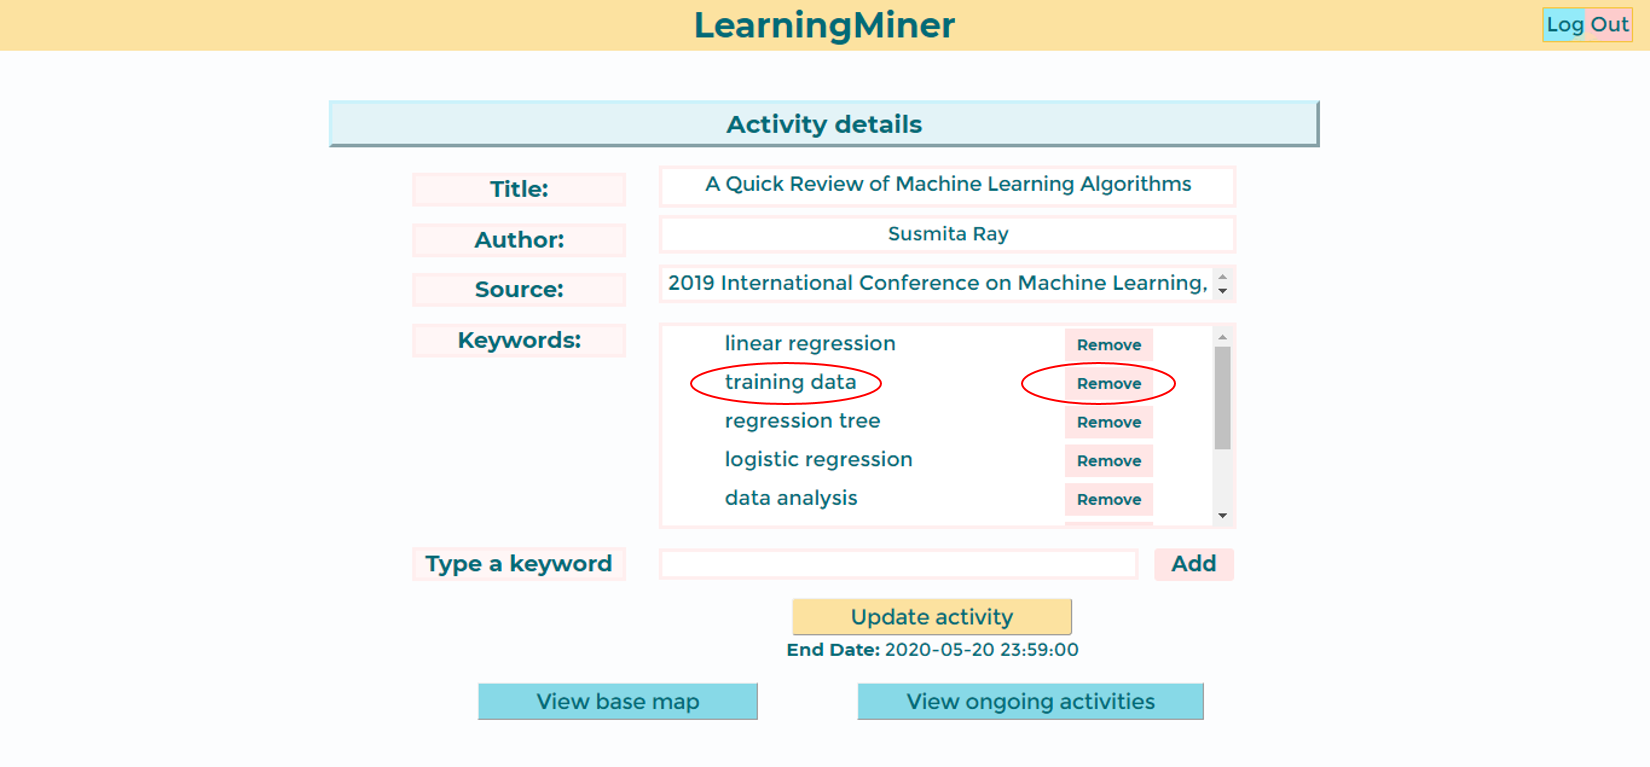 LearningMiner
Log Out
Activity details
Title:
A Quick Review of Machine Learning Algorithms
Author:
Susmita Ray
Source:
2019 International Conference on Machine Learning,
Keywords:
linear regression Remove
training data Remove
regression tree Remove
logistic regression Remove
data analysis Remove
Type a keyword
Add
Update activity
End Date: 2020-05-20 23:59:00
View base map
View ongoing activities